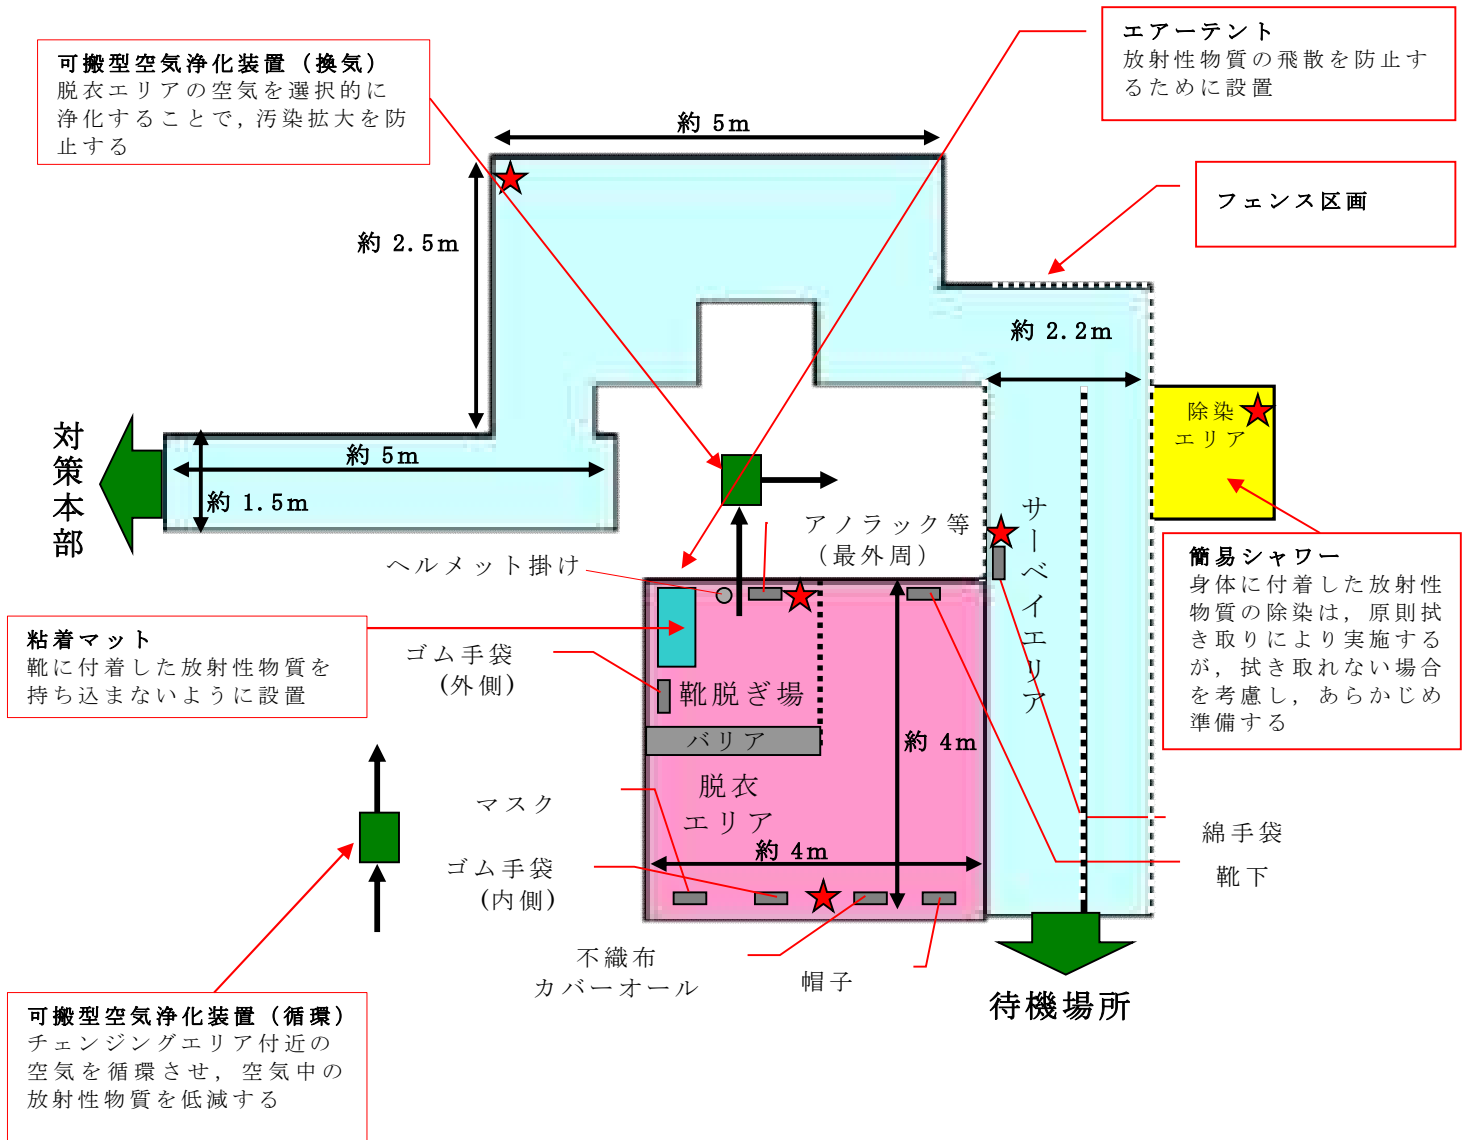 エアーテント
放射性物質の飛散を防止す
るために設置
可搬型空気浄化装置（換気）
脱衣エリアの空気を選択的に
浄化することで，汚染拡大を防
止する
約 5m
フェンス区画
約 2.5m
約 2.2m
除染
エリア
対策本部
約 5m
約 1.5m
サーベイエリア
アノラック等
（最外周）
ヘルメット掛け
簡易シャワー
身体に付着した放射性
物質の除染は，原則拭
き取りにより実施する
が，拭き取れない場合
を考慮し，あらかじめ
準備する
粘着マット
靴に付着した放射性物質を
持ち込まないように設置
ゴム手袋
（外側）
靴脱ぎ場
バリア
約 4m
脱衣
エリア
マスク
約 4m
綿手袋
ゴム手袋
（内側）
靴下
不織布
カバーオール
帽子
待機場所
可搬型空気浄化装置（循環）
チェンジングエリア付近の
空気を循環させ，空気中の
放射性物質を低減する